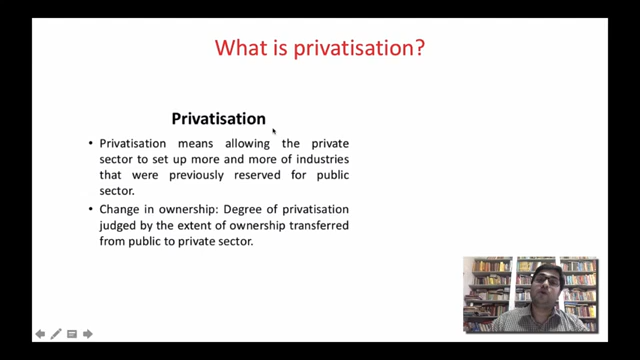 What is privatisation?
Privatisation
• Privatisation means allowing the private
sector to set up more and more of industries
that were previously reserved for public
sector.
• Change in ownership: Degree of privatisation
judged by the extent of ownership transferred
from public to private sector.